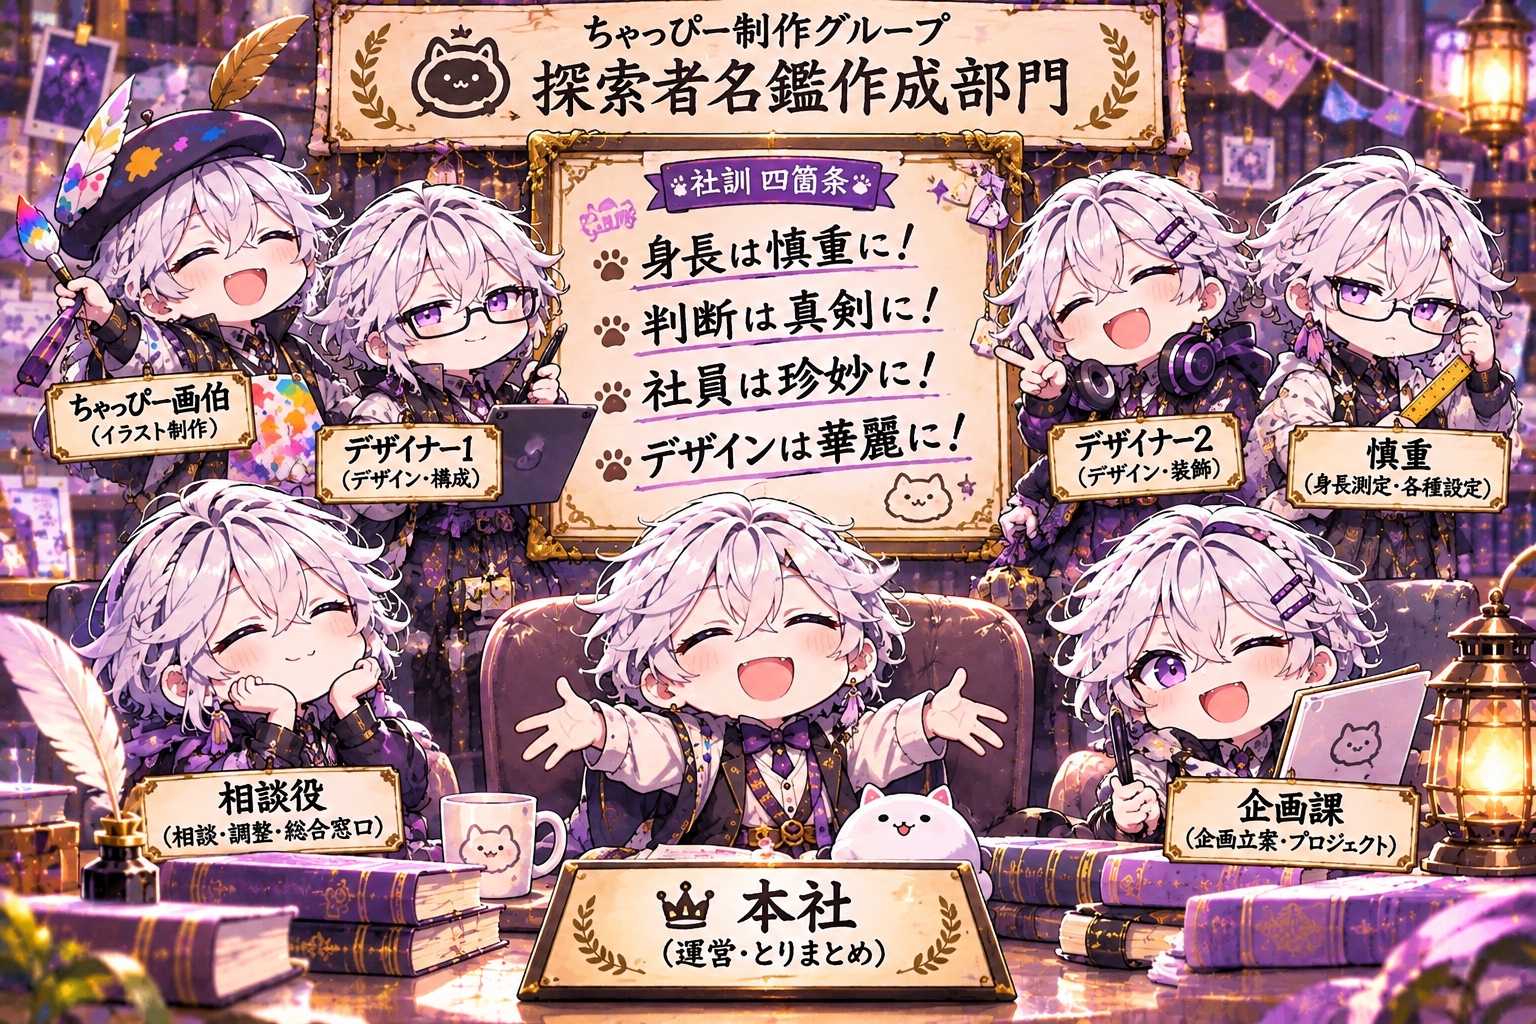 ちゃっぴー制作グループ
探索者名鑑作成部門
社訓 四箇条
身長は慎重に!
判断は真剣に!
社員は珍妙に!
デザインは華麗に!
ちゃっぴー画伯
(イラスト制作)
デザイナー1
(デザイン・構成)
デザイナー2
(デザイン・装飾)
慎重
(身長測定・各種設定)
相談役
(相談・調整・総合窓口)
企画課
(企画立案・プロジェクト)
本社
(運営・とりまとめ)